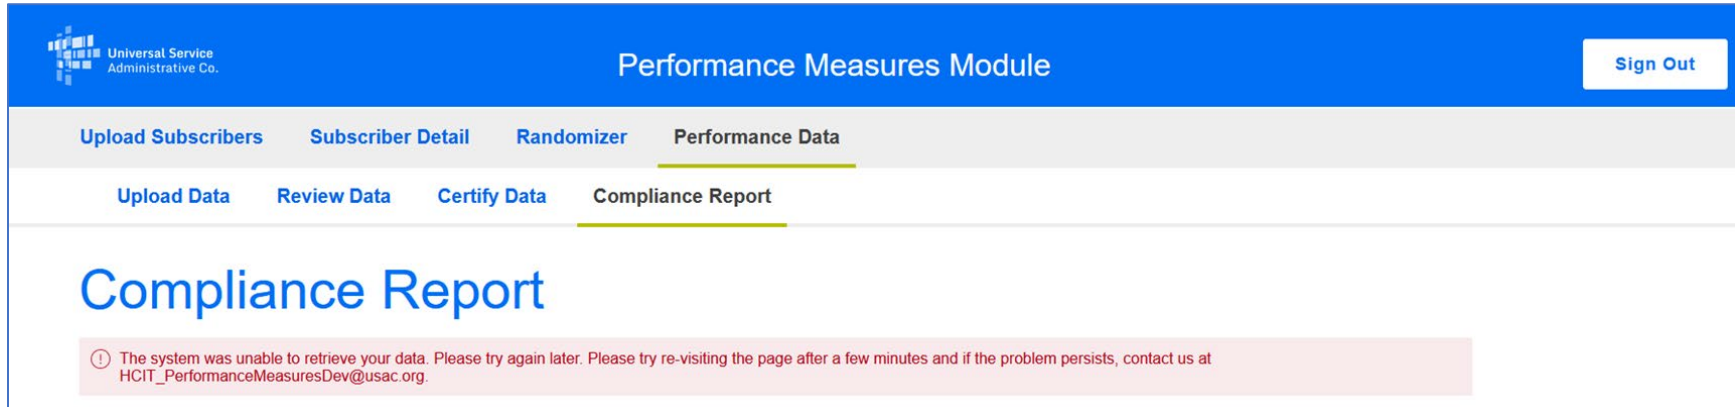 Universal Service
Administrative Co.
Performance Measures Module
Sign Out
Upload Subscribers Subscriber Detail Randomizer Performance Data
Upload Data Review Data Certify Data Compliance Report
Compliance Report
The system was unable to retrieve your data. Please try again later. Please try re-visiting the page after a few minutes and if the problem persists, contact us at
HCIT_PerformanceMeasuresDev@usac.org.